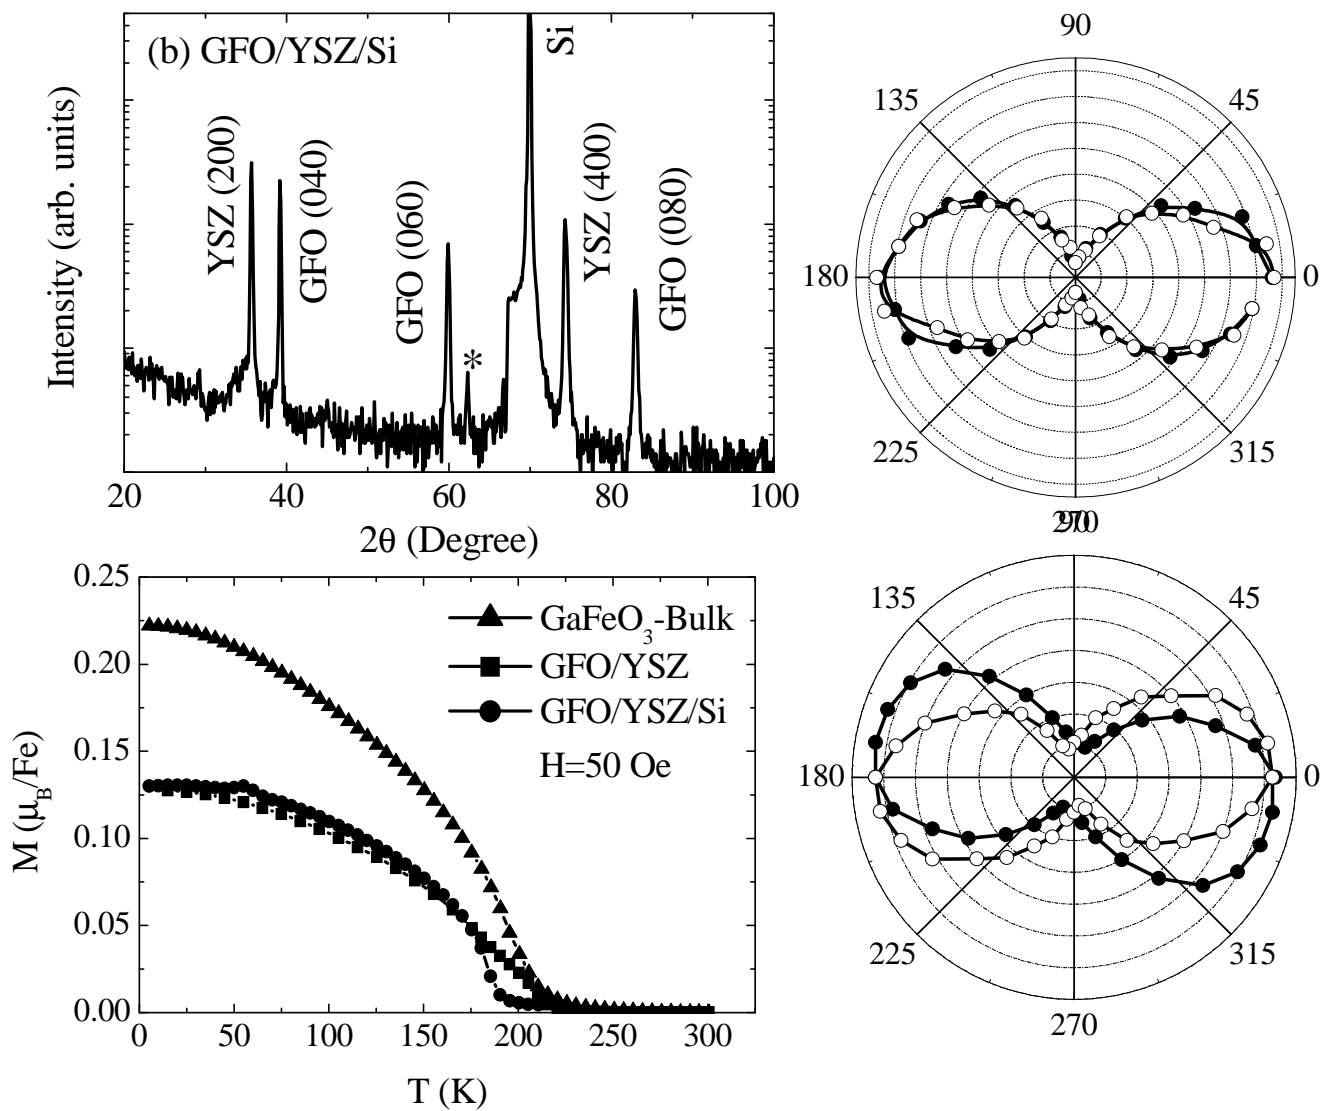 (b) GFO/YSZ/Si
Intensity (arb. units)
YSZ (200)
GFO (040)
GFO (060)
*
Si
YSZ (400)
GFO (080)
20
40
60
80
100
2θ (Degree)
90
135
45
180
0
225
315
270
90
135
45
180
0
225
315
270
0.25
0.20
0.15
0.10
0.05
0.00
M (μB/Fe)
GaFeO3-Bulk
GFO/YSZ
GFO/YSZ/Si
H=50 Oe
0
50
100
150
200
250
300
T (K)